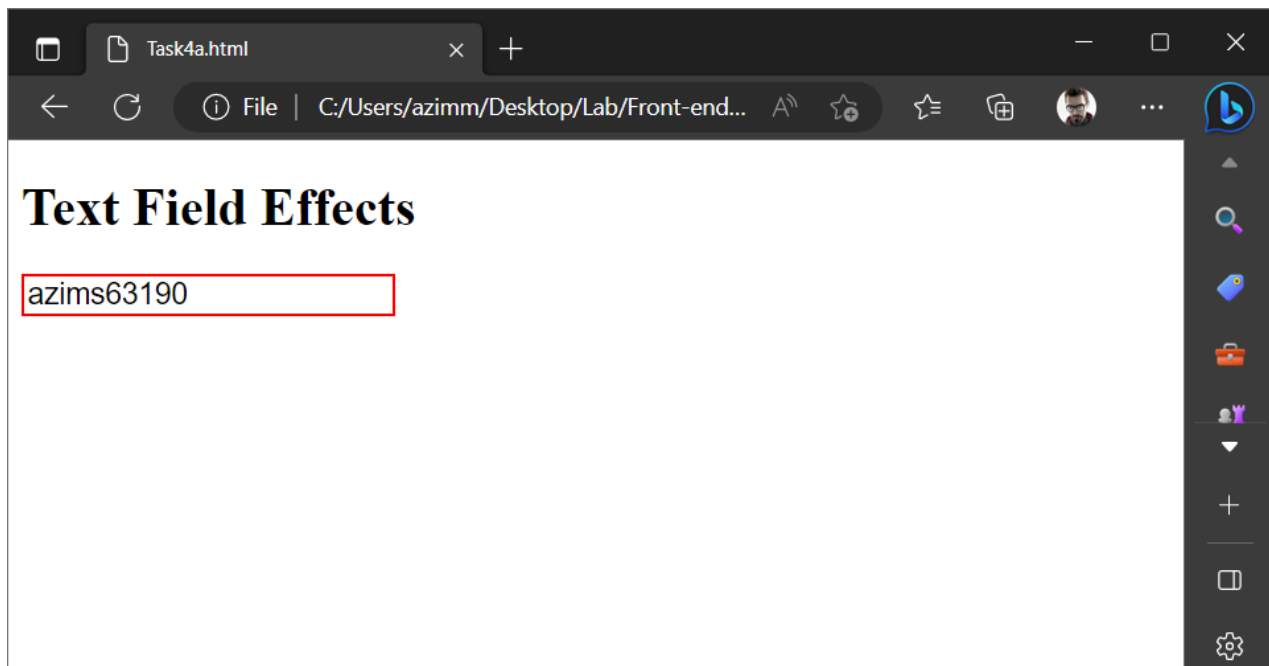 Task4a.html
File | C:/Users/azimm/Desktop/Lab/Front-end...
Text Field Effects
azims63190